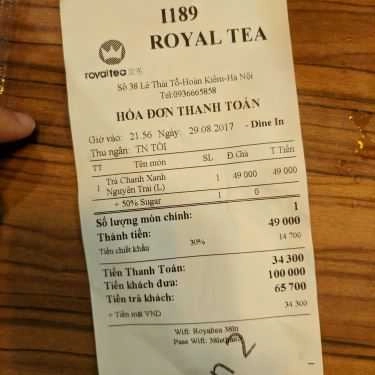 1189
ROYAL TEA
royaltea
Số 38 Lê Thái Tổ-Hoàn Kiếm-Hà Nội
Tel:0936665858
HÓA ĐƠN THANH TOÁN
Giờ vào: 21:56 Ngày: 29.08.2017 - Dine In
Thu ngân: TN TỐI
TT Tên món SL Đ.Giá T.Tiền
1 Trà Chanh Xanh Nguyên Trái (L) 1 49 000 49 000
+ 50% Sugar 1 0
Số lượng món chính: 1
Thành tiền: 49 000
Tiền chiết khấu 30% 14 700
Tiền Thanh Toán: 34 300
Tiền khách đưa: 100 000
Tiền trả khách: 65 700
+ Tiền mặt VND 34 300
Wifi: Royaltea 38ltt
Pass Wifi: